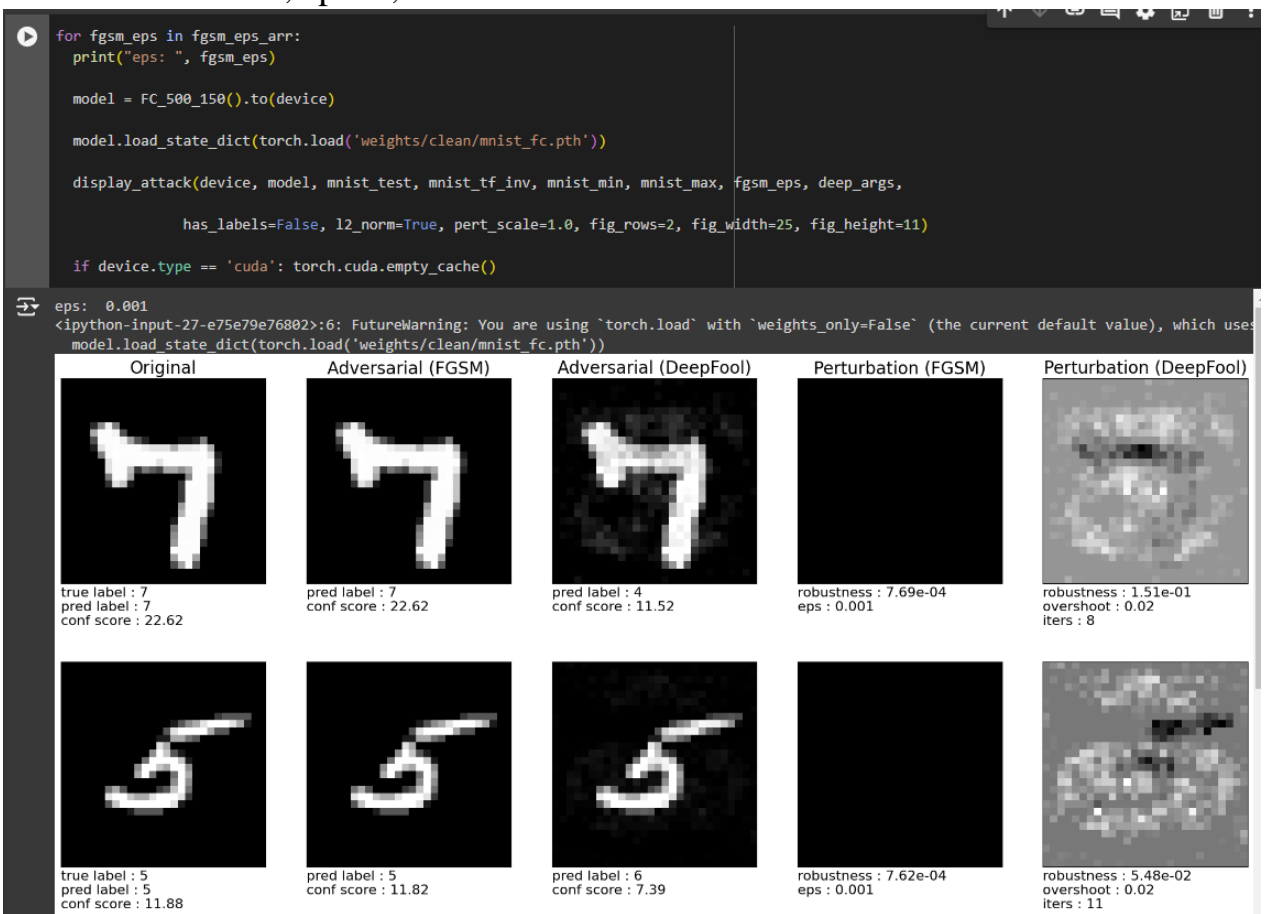 for fgsm_eps in fgsm_eps_arr:
print("eps: ", fgsm_eps)
model = FC_500_150().to(device)
model.load_state_dict(torch.load('weights/clean/mnist_fc.pth'))
display_attack(device, model, mnist_test, mnist_tf_inv, mnist_min, mnist_max, fgsm_eps, deep_args,
has_labels=False, l2_norm=True, pert_scale=1.0, fig_rows=2, fig_width=25, fig_height=11)
if device.type == 'cuda': torch.cuda.empty_cache()
eps:  0.001
<ipython-input-27-e75e79e76802>:6: FutureWarning: You are using `torch.load` with `weights_only=False` (the current default value), which uses
model.load_state_dict(torch.load('weights/clean/mnist_fc.pth'))
Original Adversarial (FGSM) Adversarial (DeepFool) Perturbation (FGSM) Perturbation (DeepFool)
true label : 7 pred label : 7 pred label : 4 robustness : 7.69e-04 robustness : 1.51e-01
pred label : 7 conf score : 22.62 conf score : 11.52 eps : 0.001 overshoot : 0.02
conf score : 22.62 iters : 8
true label : 5 pred label : 5 pred label : 6 robustness : 7.62e-04 robustness : 5.48e-02
pred label : 5 conf score : 11.82 conf score : 7.39 eps : 0.001 overshoot : 0.02
conf score : 11.88 iters : 11